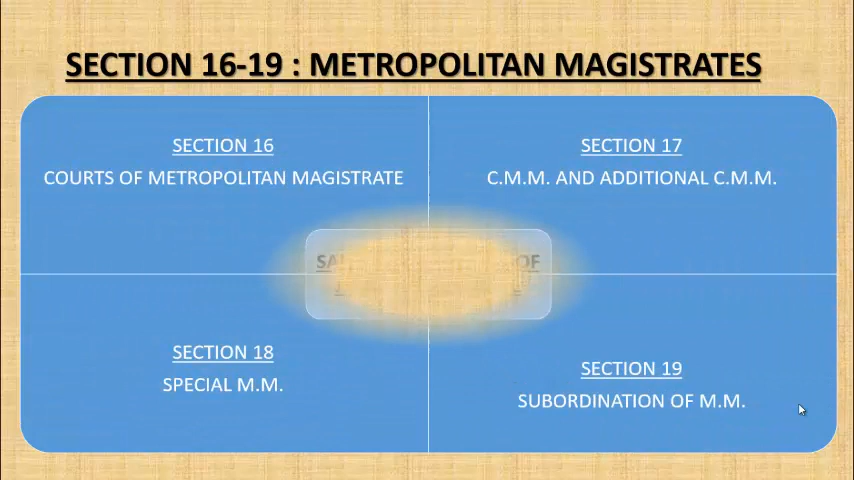 SECTION 16-19 : METROPOLITAN MAGISTRATES
SECTION 16
COURTS OF METROPOLITAN MAGISTRATE
SECTION 17
C.M.M. AND ADDITIONAL C.M.M.
OF
SECTION 18
SPECIAL M.M.
SECTION 19
SUBORDINATION OF M.M.